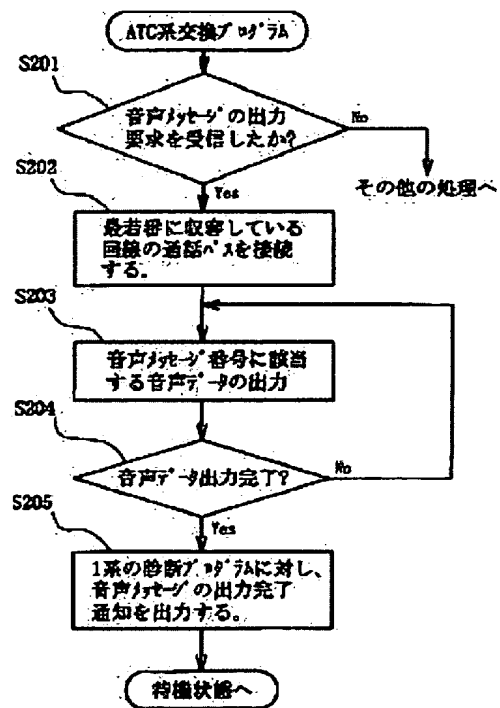 ATC系交換プログラム
S201
音声メッセージの出力
要求を受信したか?
No
その他の処理へ
Yes
S202
最若番に収容している
回線の通話パスを接続
する。
S203
音声メッセージ番号に該当
する音声データの出力
S204
音声データ出力完了?
No
Yes
S205
1系の診断プログラムに対し、
音声メッセージの出力完了
通知を出力する。
待機状態へ